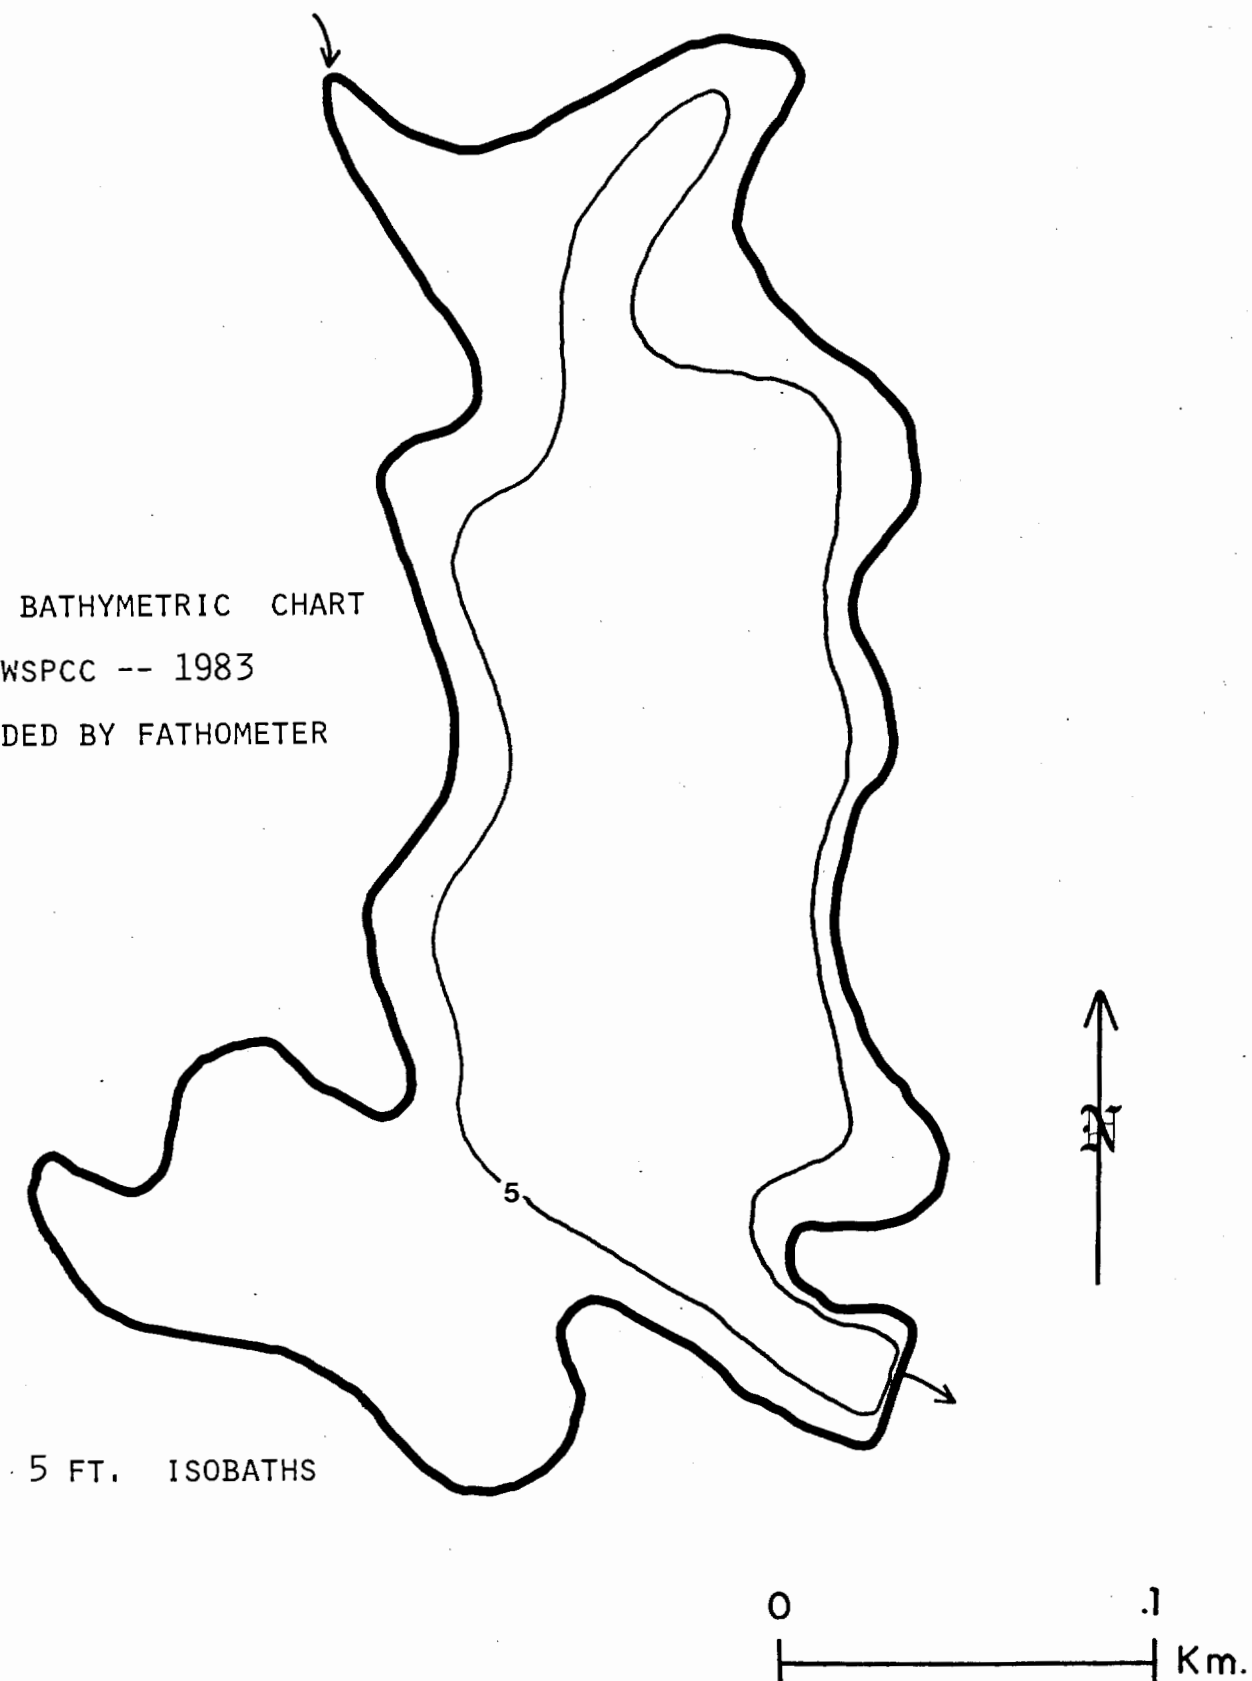 BATHYMETRIC CHART
WSPCC -- 1983
DED BY FATHOMETER
N
5
5 FT. ISOBATHS
0 .1
Km.